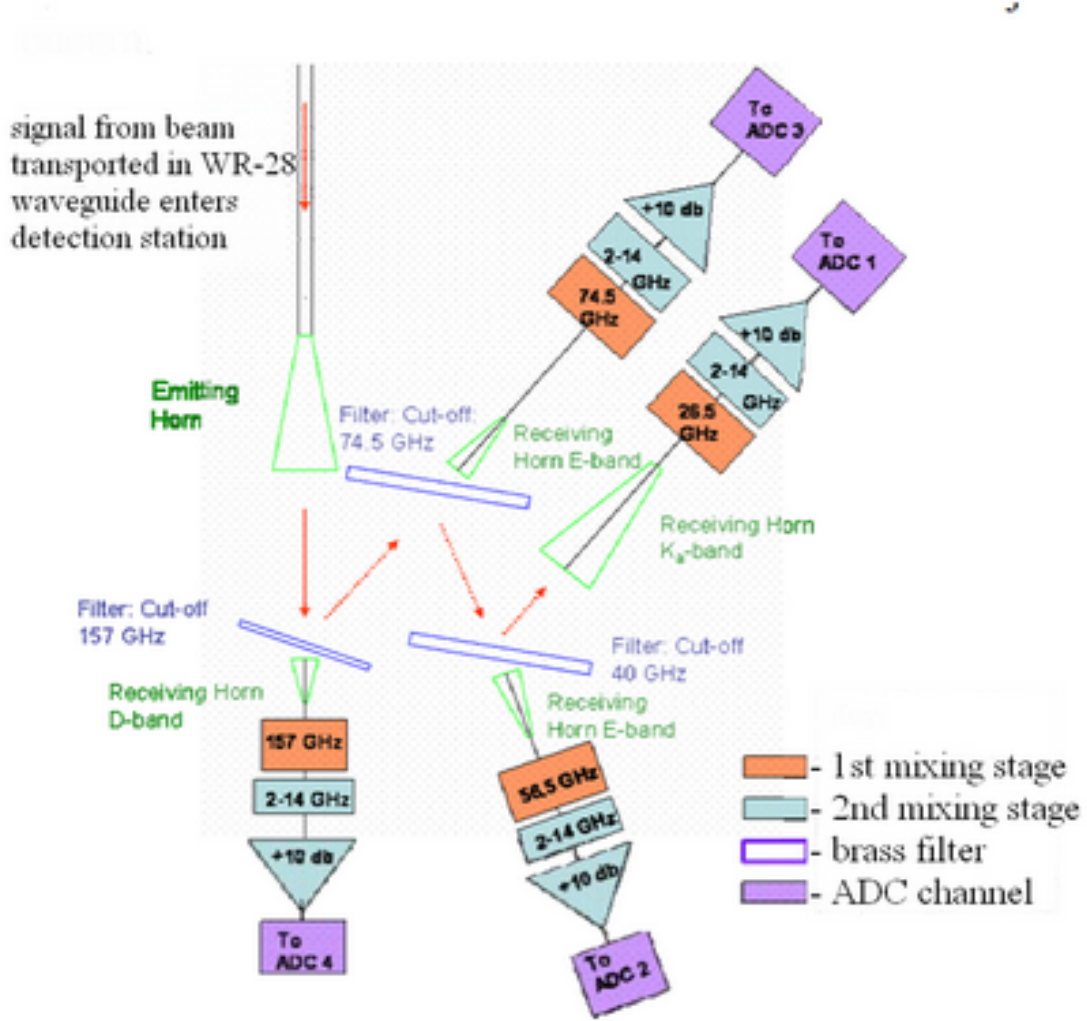 signal from beam
transported in WR-28
waveguide enters
detection station
To
ADC 3
+10 db
2-14
GHz
74.5
GHz
To
ADC 1
+10 db
2-14
GHz
26.5
GHz
Emitting
Horn
Filter: Cut-off:
74.5 GHz
Receiving
Horn E-band
Receiving Horn
Ka-band
Filter: Cut-off
157 GHz
Filter: Cut-off
40 GHz
Receiving Horn
D-band
Receiving
Horn E-band
157 GHz
2-14 GHz
+10 db
To
ADC 4
56.5 GHz
2-14 GHz
+10 db
To
ADC 2
- 1st mixing stage
- 2nd mixing stage
- brass filter
- ADC channel